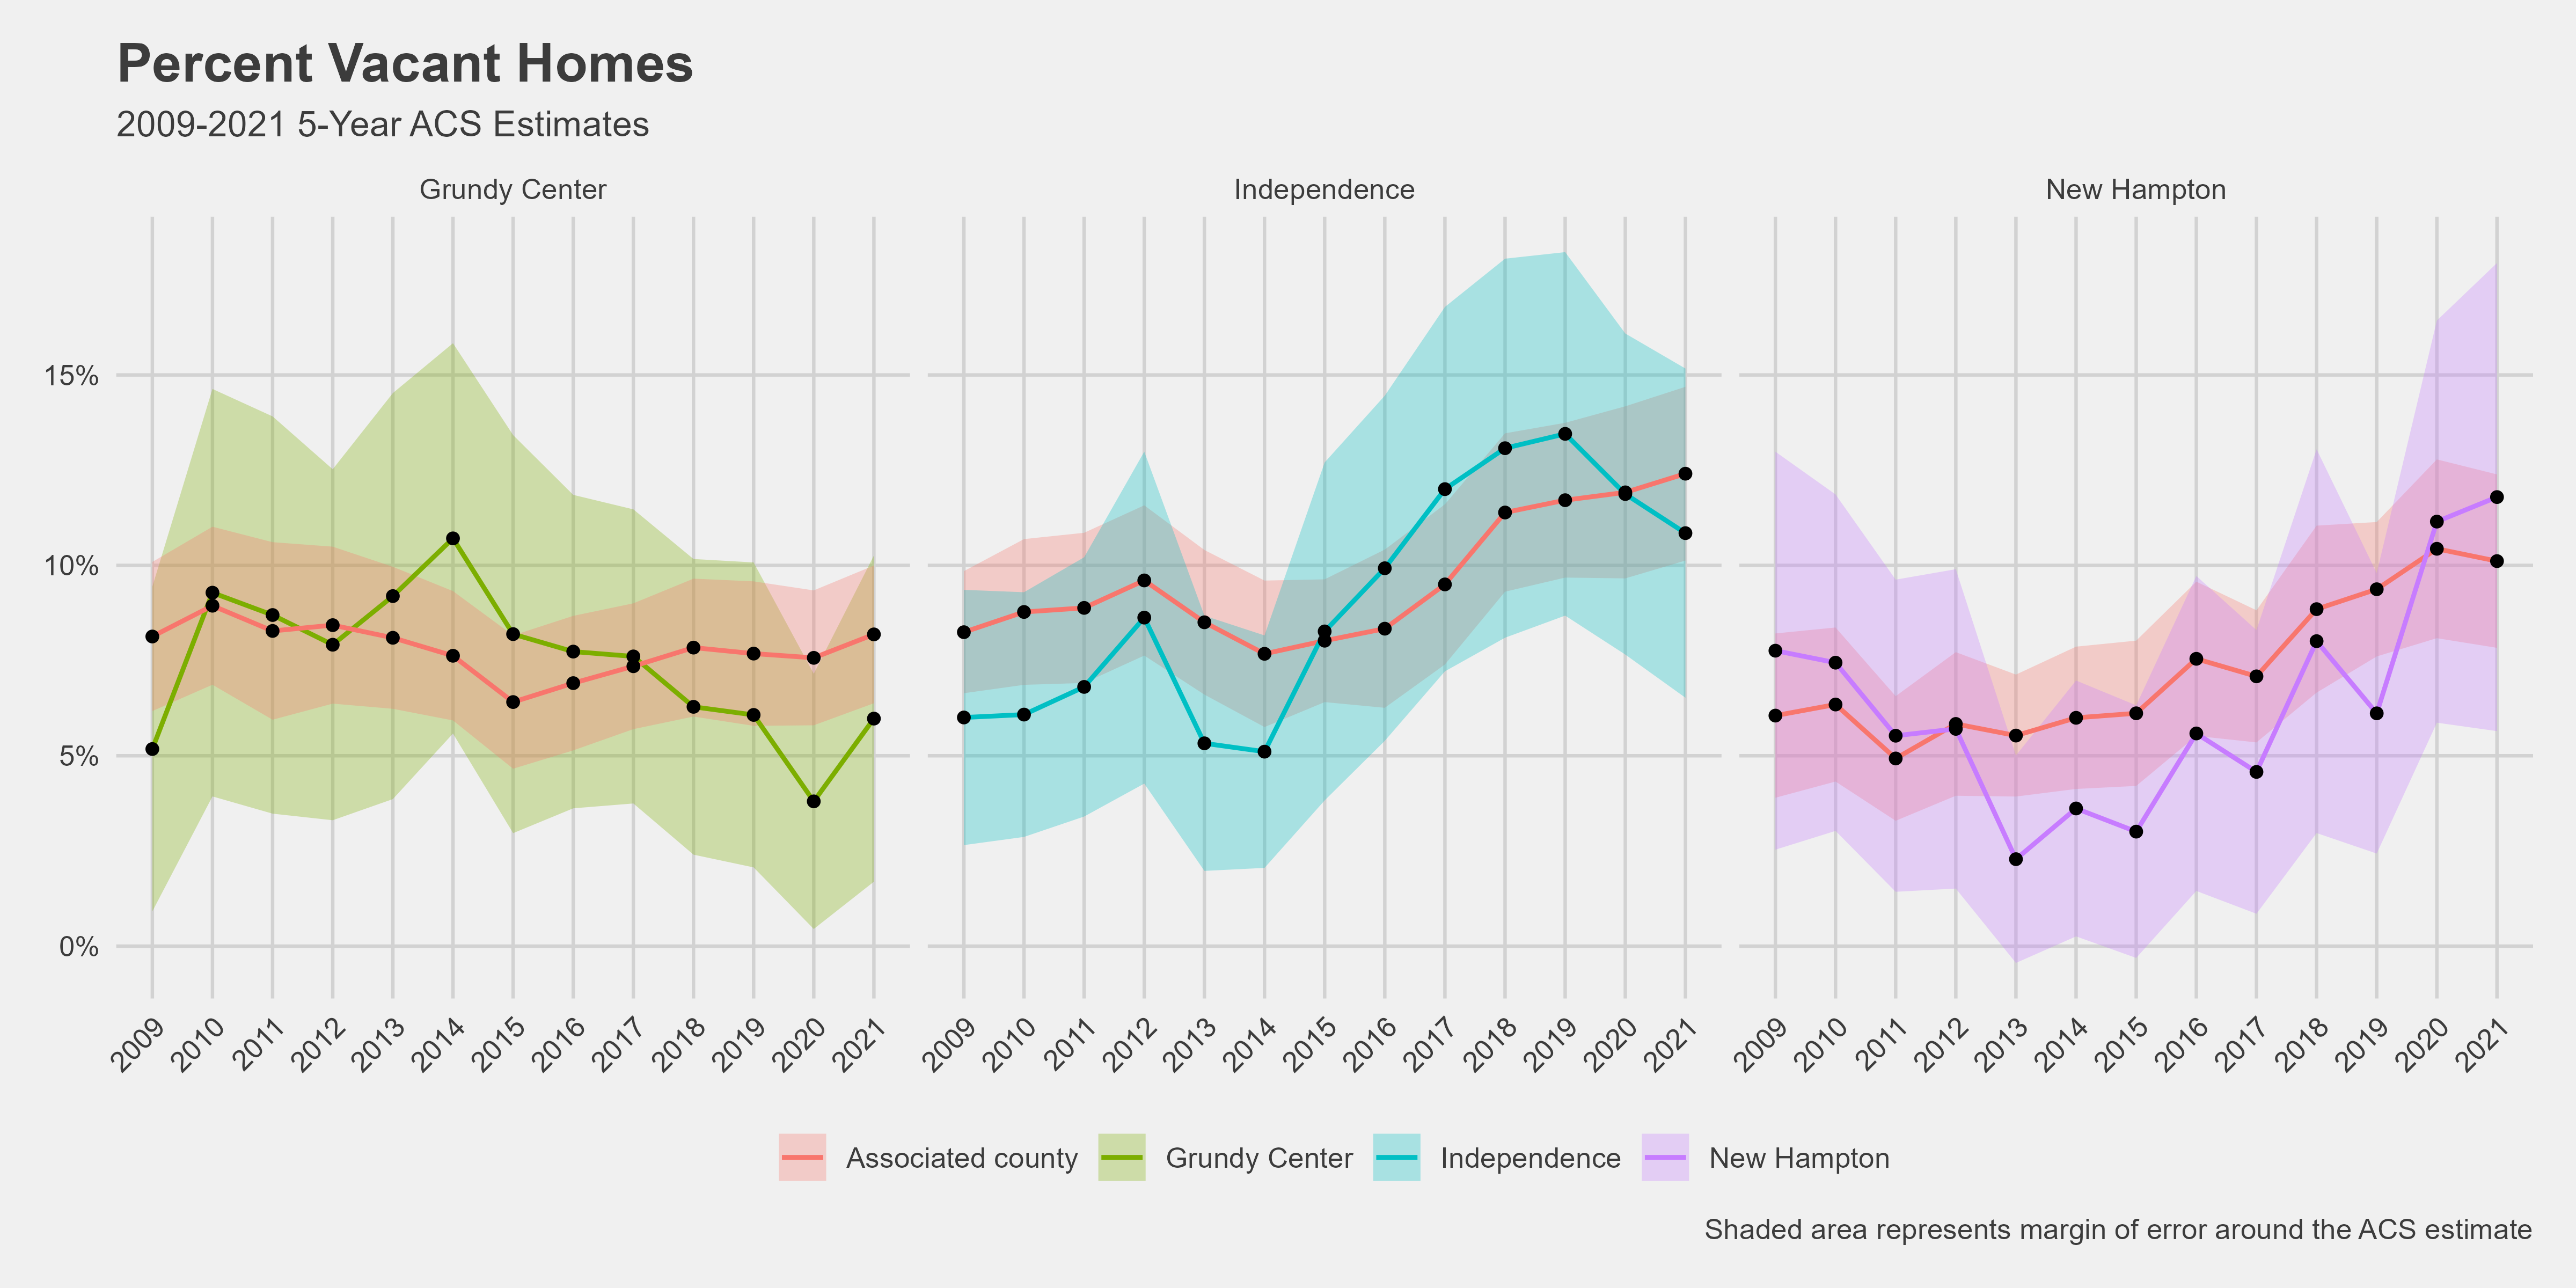 Percent Vacant Homes
2009-2021 5-Year ACS Estimates
Grundy Center Independence New Hampton
15%
10%
5%
0%
2009 2010 2011 2012 2013 2014 2015 2016 2017 2018 2019 2020 2021 2009 2010 2011 2012 2013 2014 2015 2016 2017 2018 2019 2020 2021 2009 2010 2011 2012 2013 2014 2015 2016 2017 2018 2019 2020 2021
Associated county Grundy Center Independence New Hampton
Shaded area represents margin of error around the ACS estimate